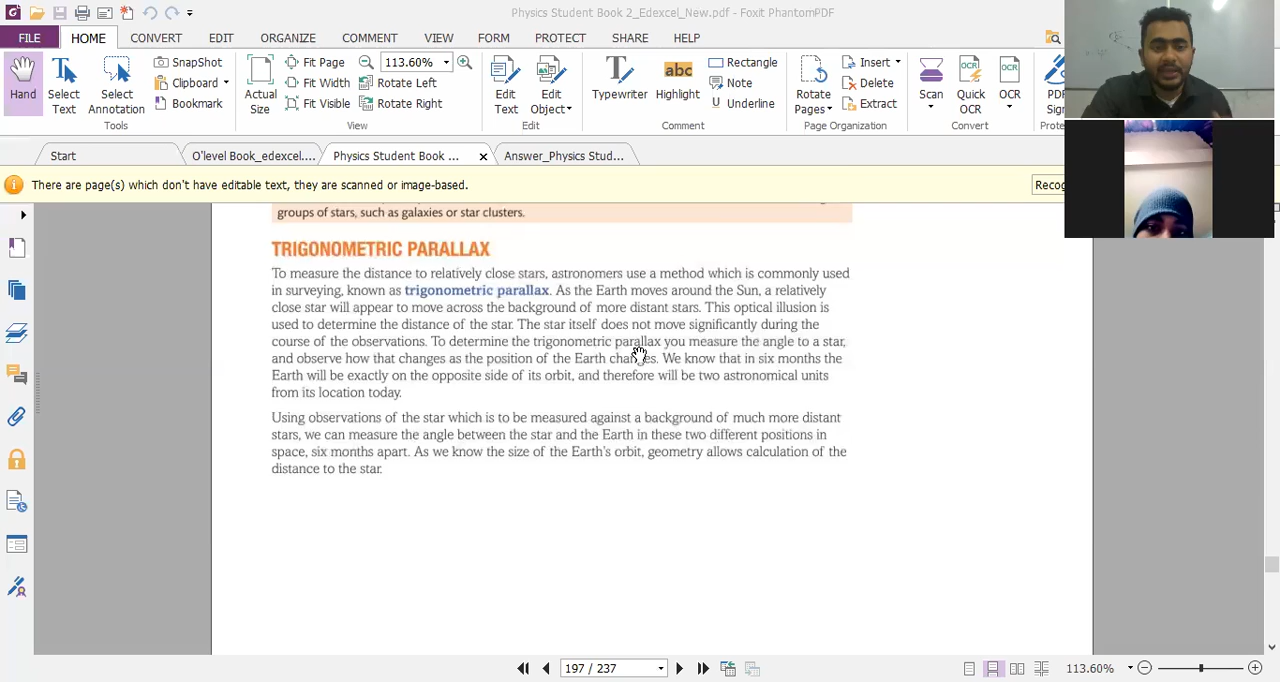 Physics Student Book 2_Edexcel_New.pdf - Foxit PhantomPDF
FILE HOME CONVERT EDIT ORGANIZE COMMENT VIEW FORM PROTECT SHARE HELP
SnapShot Fit Page 113.60% Rectangle Insert
Clipboard Fit Width Rotate Left Note Delete
Bookmark Fit Visible Rotate Right Underline Extract
Hand Select Text Select Annotation Actual Size Edit Text Edit Object Typewriter abc Highlight Rotate Pages Scan OCR Quick OCR OCR OCR
Tools View Edit Comment Page Organization Convert
Start O'level Book_edexcel.... Physics Student Book ... Answer_Physics Stud...
There are page(s) which don't have editable text, they are scanned or image-based. Recog
groups of stars, such as galaxies or star clusters.
TRIGONOMETRIC PARALLAX
To measure the distance to relatively close stars, astronomers use a method which is commonly used
in surveying, known as trigonometric parallax. As the Earth moves around the Sun, a relatively
close star will appear to move across the background of more distant stars. This optical illusion is
used to determine the distance of the star. The star itself does not move significantly during the
course of the observations. To determine the trigonometric parallax you measure the angle to a star,
and observe how that changes as the position of the Earth changes. We know that in six months the
Earth will be exactly on the opposite side of its orbit, and therefore will be two astronomical units
from its location today.
Using observations of the star which is to be measured against a background of much more distant
stars, we can measure the angle between the star and the Earth in these two different positions in
space, six months apart. As we know the size of the Earth's orbit, geometry allows calculation of the
distance to the star.
197 / 237 113.60%